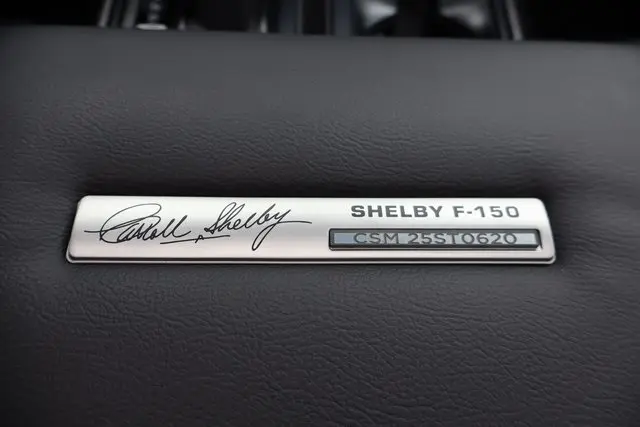 Carroll Shelby
SHELBY F-150
CSM 25ST0620